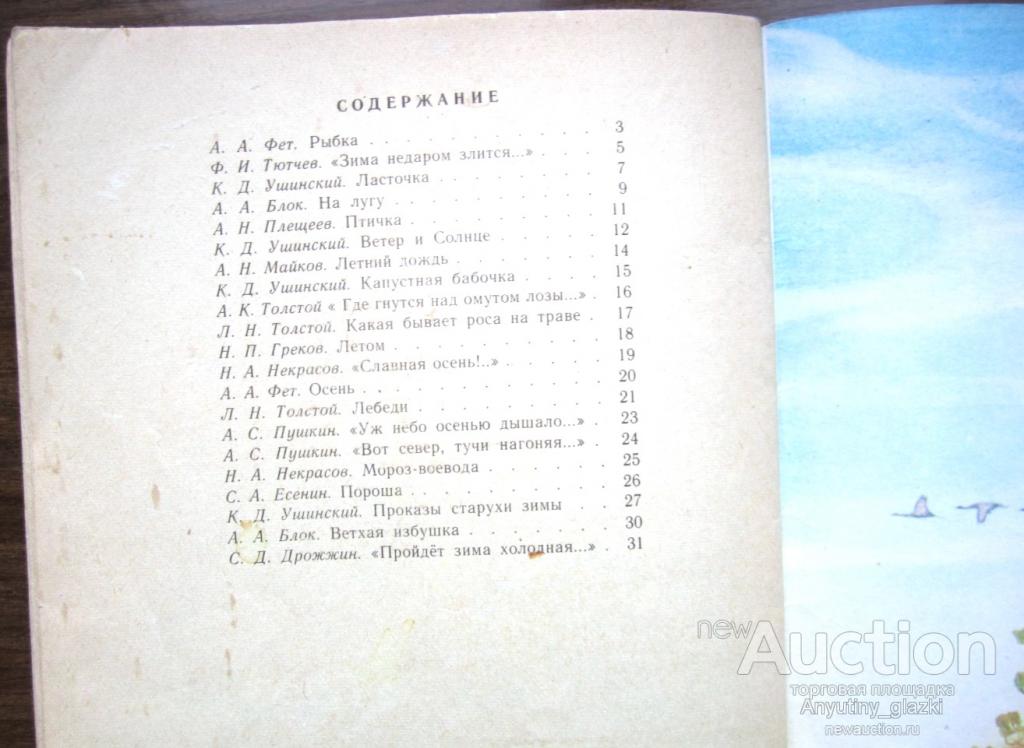 СОДЕРЖАНИЕ
А. А. Фет. Рыбка . . . . . . . . . . 3
Ф. И. Тютчев. «Зима недаром злится...» . . . 5
К. Д. Ушинский. Ласточка . . . . . . . . 7
А. А. Блок. На лугу . . . . . . . . . 9
А. Н. Плещеев. Птичка . . . . . . . . . 11
К. Д. Ушинский. Ветер и Солнце . . . . . 12
А. Н. Майков. Летний дождь . . . . . . . 14
К. Д. Ушинский. Капустная бабочка . . . . 15
А. К. Толстой « Где гнутся над омутом лозы...» . 16
Л. Н. Толстой. Какая бывает роса на траве . 17
Н. П. Греков. Летом . . . . . . . . . . 18
Н. А. Некрасов. «Славная осень!..» . . . . . 19
А. А. Фет. Осень . . . . . . . . . . . 20
Л. Н. Толстой. Лебеди . . . . . . . . . 21
А. С. Пушкин. «Уж небо осенью дышало...» . 23
А. С. Пушкин. «Вот север, тучи нагоняя...» . 24
Н. А. Некрасов. Мороз-воевода . . . . . . 25
С. А. Есенин. Пороша . . . . . . . . . 26
К. Д. Ушинский. Проказы старухи зимы . . 27
А. А. Блок. Ветхая избушка . . . . . . . 30
С. Д. Дрожжин. «Пройдёт зима холодная...» . 31
newAuction
торговая площадка
Anyutiny_glazki
newauction.ru